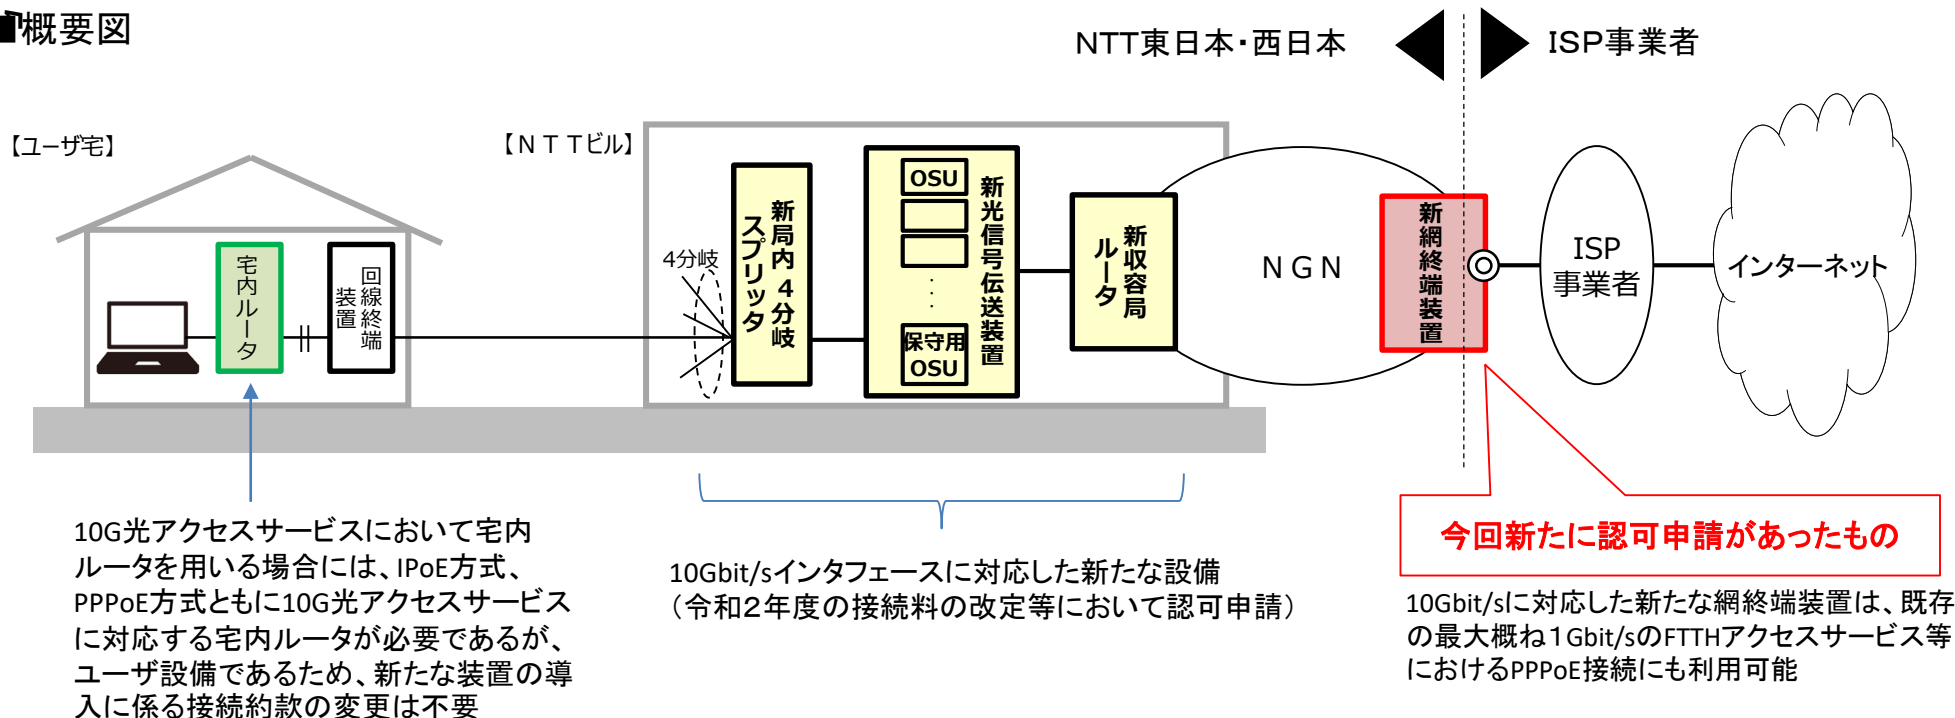 ■概要図
NTT東日本・西日本
ISP事業者
【ユーザ宅】
【NTTビル】
宅内ルータ
回線終端
装置
4分岐
新局内4分岐
スプリッタ
OSU
保守用
OSU
新光信号伝送装置
新収容局
ルータ
NGN
新網終端装置
ISP
事業者
インターネット
10G光アクセスサービスにおいて宅内
ルータを用いる場合には、IPoE方式、
PPPoE方式ともに10G光アクセスサービス
に対応する宅内ルータが必要であるが、
ユーザ設備であるため、新たな装置の導
入に係る接続約款の変更は不要
10Gbit/sインタフェースに対応した新たな設備
（令和2年度の接続料の改定等において認可申請）
今回新たに認可申請があったもの
10Gbit/sに対応した新たな網終端装置は、既存
の最大概ね1Gbit/sのFTTHアクセスサービス等
におけるPPPoE接続にも利用可能